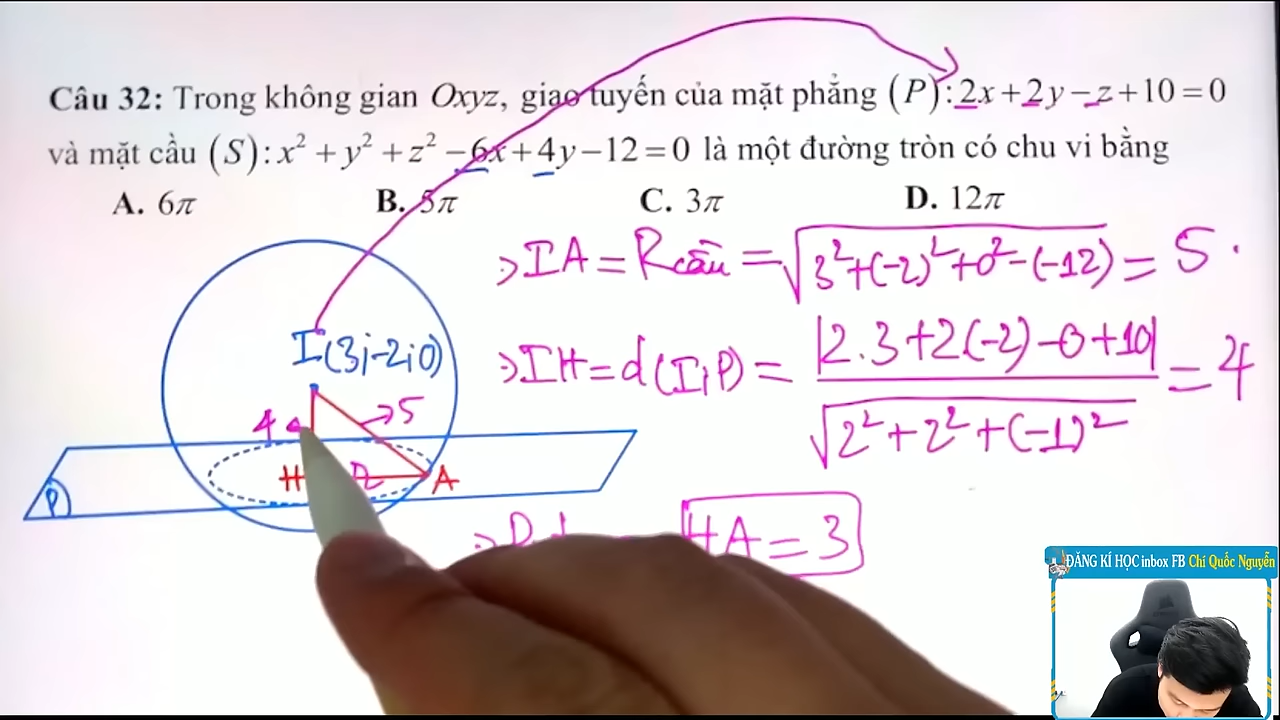 Câu 32: Trong không gian Oxyz, giao tuyến của mặt phẳng (P): 2x + 2y − z + 10 = 0
và mặt cầu (S): x² + y² + z² − 6x + 4y − 12 = 0 là một đường tròn có chu vi bằng
A. 6π B. 5π C. 3π D. 12π
IA = Rcầu = √(3²+(-2)²+0²-(-12)) = 5.
I(3;-2;0)
IH = d(I;P) = |2.3+2(-2)-0+10| / √(2²+2²+(-1)²) = 4
4 5
H A
P
HA = 3
ĐĂNG KÍ HỌC inbox FB Chí Quốc Nguyễn